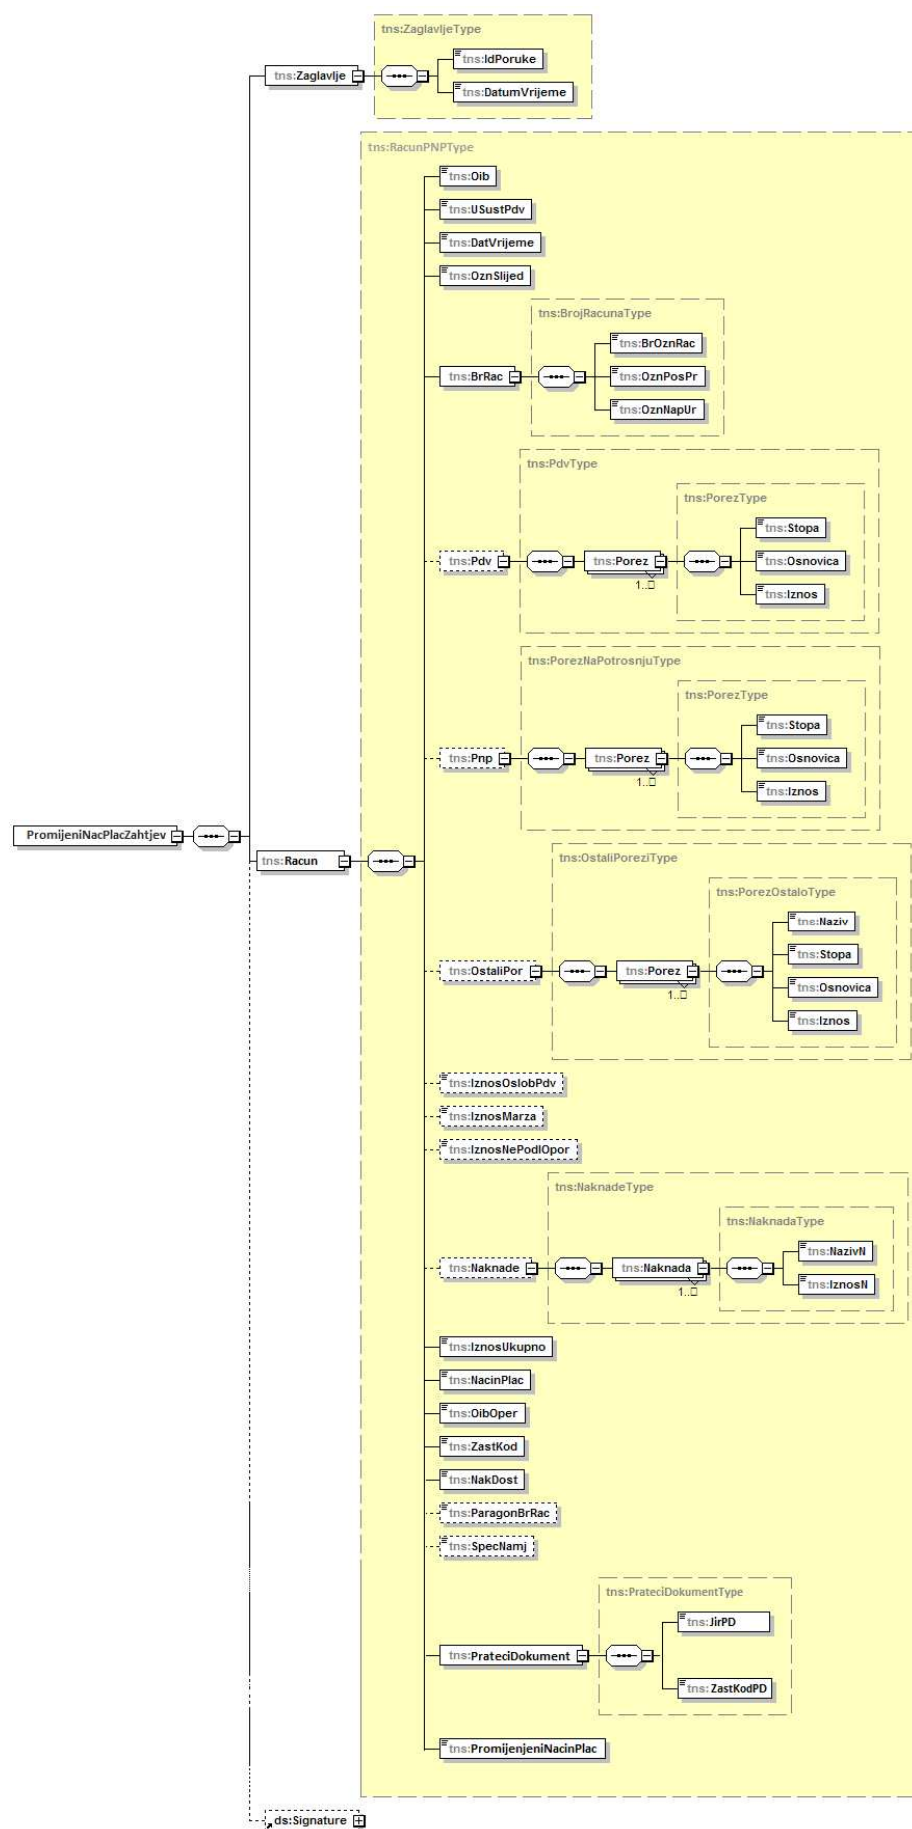 tns:ZaglavljeType
tns:IdPoruke
tns:Zaglavlje
tns:DatumVrijeme
tns:RacunPNPType
tns:Oib
tns:USustPdv
tns:DatVrijeme
tns:OznSlijed
tns:BrojRacunaType
tns:BrOznRac
tns:BrRac
tns:OznPosPr
tns:OznNapUr
tns:PdvType
tns:PorezType
tns:Stopa
tns:Pdv
tns:Porez
tns:Osnovica
1..□
tns:Iznos
tns:PorezNaPotrosnjuType
tns:PorezType
tns:Stopa
tns:Pnp
tns:Porez
tns:Osnovica
1..□
tns:Iznos
PromijeniNacPlacZahtjev
tns:Racun
tns:OstaliPoreziType
tns:PorezOstaloType
tns:Naziv
tns:Stopa
tns:OstaliPor
tns:Porez
tns:Osnovica
1..□
tns:Iznos
tns:IznosOslobPdv
tns:IznosMarza
tns:IznosNePodlOpor
tns:NaknadeType
tns:NaknadaType
tns:NazivN
tns:Naknade
tns:Naknada
tns:IznosN
1..□
tns:IznosUkupno
tns:NacinPlac
tns:OibOper
tns:ZastKod
tns:NakDost
tns:ParagonBrRac
tns:SpecNamj
tns:PrateciDokumentType
tns:JirPD
tns:PrateciDokument
tns:ZastKodPD
tns:PromijenjeniNacinPlac
ds:Signature